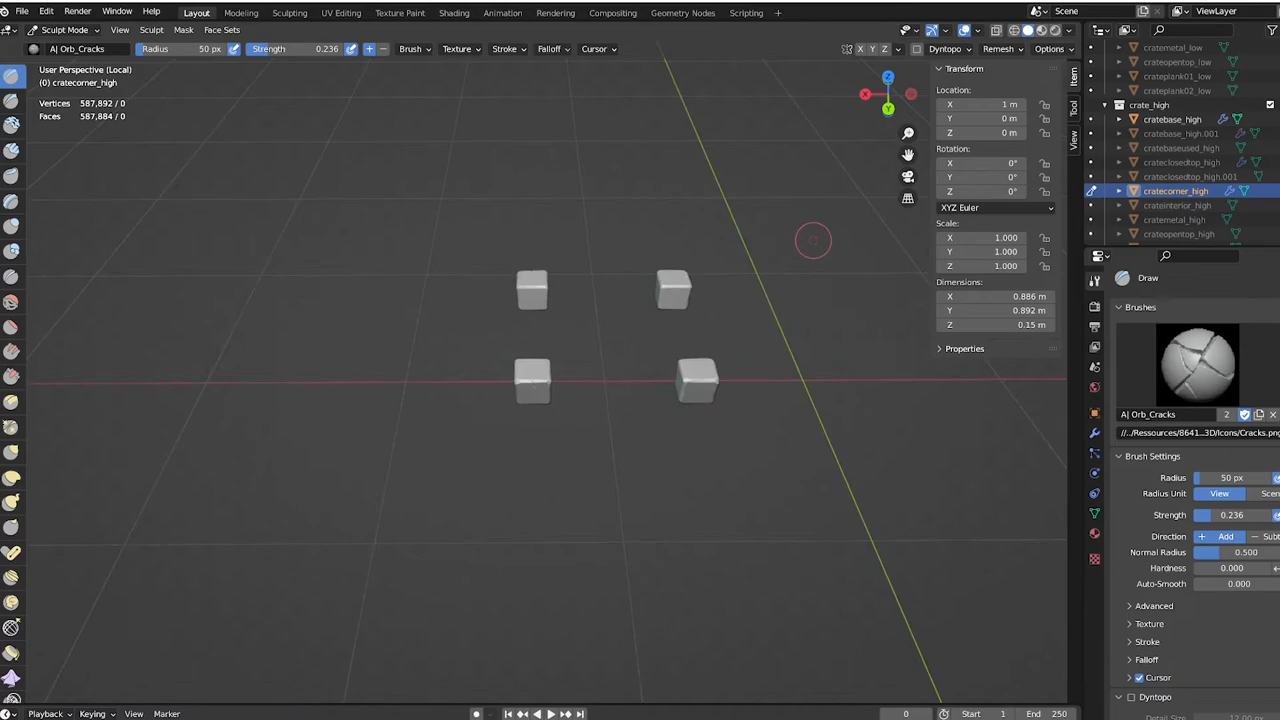 File Edit Render Window Help Layout Modeling Sculpting UV Editing Texture Paint Shading Animation Rendering Compositing Geometry Nodes Scripting Scene ViewLayer
Sculpt Mode View Sculpt Mask Face Sets
A| Orb_Cracks Radius 50 px Strength 0.236 Brush Texture Stroke Falloff Cursor X Y Z Dyntopo Remesh Options
User Perspective (Local)
(0) cratecorner_high
Vertices 587,892 / 0
Faces 587,884 / 0
Z
X
Y
Transform
Location:
X 1 m
Y 0 m
Z 0 m
Rotation:
X 0°
Y 0°
Z 0°
XYZ Euler
Scale:
X 1.000
Y 1.000
Z 1.000
Dimensions:
X 0.886 m
Y 0.892 m
Z 0.15 m
Properties
Item
Tool
View
cratemetal_low
crateopentop_low
crateplank01_low
crateplank02_low
crate_high
cratebase_high
cratebase_high.001
cratebaseused_high
crateclosedtop_high
crateclosedtop_high.001
cratecorner_high
crateinterior_high
cratemetal_high
crateopentop_high
Draw
Brushes
A| Orb_Cracks 2
//../Ressources/8641...3D/Icons/Cracks.png
Brush Settings
Radius 50 px
Radius Unit View Scen
Strength 0.236
Direction Add Subt
Normal Radius 0.500
Hardness 0.000
Auto-Smooth 0.000
Advanced
Texture
Stroke
Falloff
Cursor
Dyntopo
Playback Keying View Marker 0 Start 1 End 250